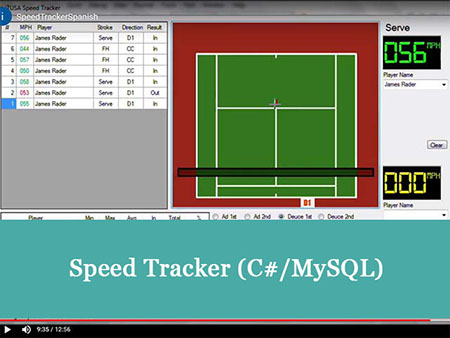 TUSA Speed Tracker
i SpeedTrackerSpanish
# MPH Player Stroke Direction Result
7 056 James Rader Serve D1 In
6 044 James Rader FH CC In
5 057 James Rader FH CC In
4 050 James Rader FH CC In
3 058 James Rader Serve D1 In
2 053 James Rader Serve D1 Out
1 055 James Rader Serve D1 In
D1
Serve
056 MPH
Player Name
James Rader
Clear
000 MPH
Player Name
Player Min Max Avg In Total %
Ad 1st Ad 2nd Deuce 1st Deuce 2nd
Speed Tracker (C#/MySQL)
9:35 / 12:56